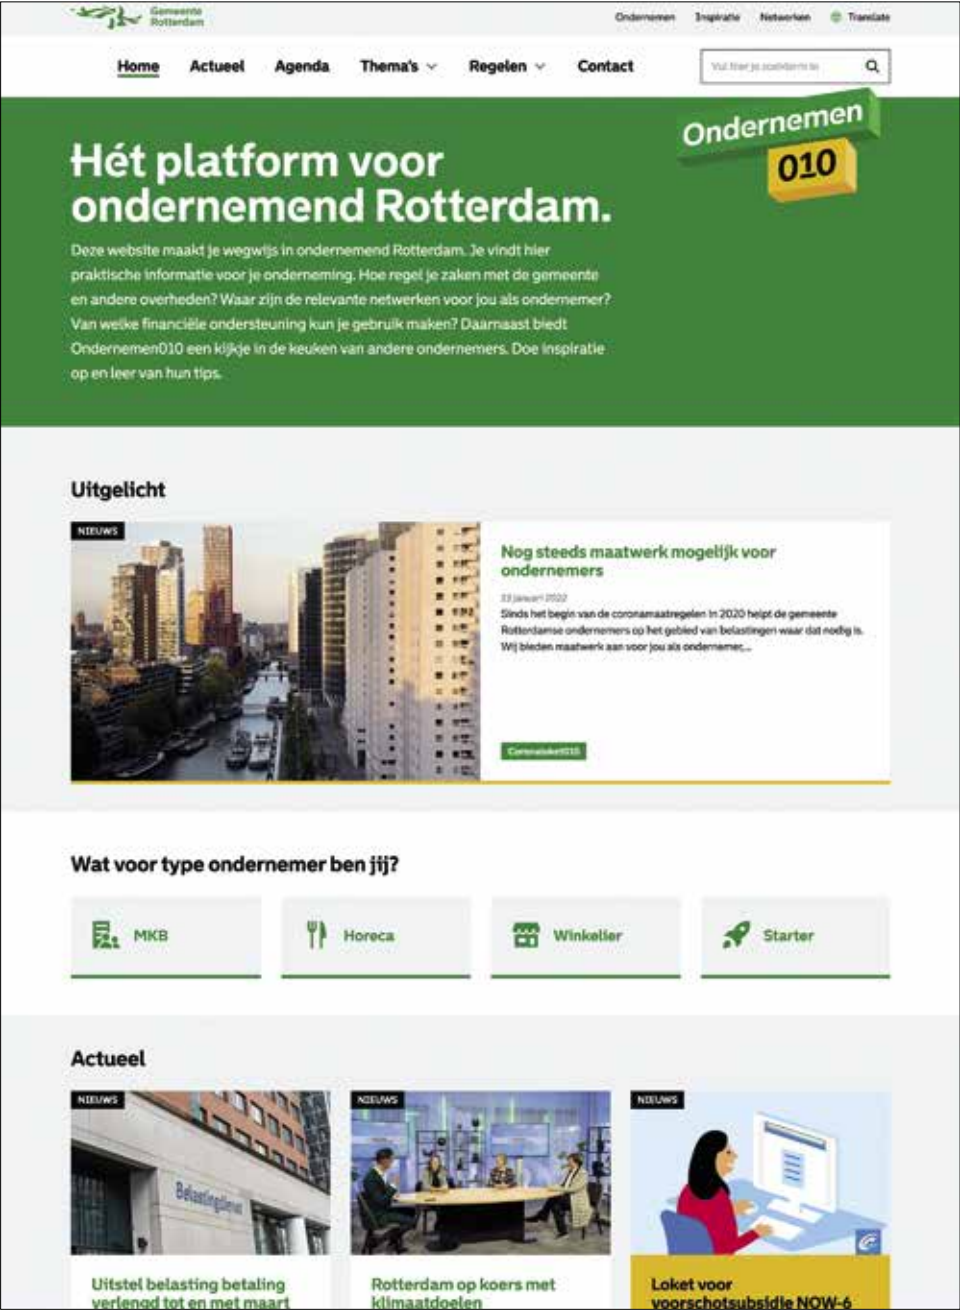 Gemeente
Rotterdam
Ondernemen Inspiratie Netwerken Translate
Home Actueel Agenda Thema's Regelen Contact
Vul hier je zoekterm in
Ondernemen
010
Hét platform voor
ondernemend Rotterdam.
Deze website maakt je wegwijs in ondernemend Rotterdam. Je vindt hier
praktische informatie voor je onderneming. Hoe regel je zaken met de gemeente
en andere overheden? Waar zijn de relevante netwerken voor jou als ondernemer?
Van welke financiële ondersteuning kun je gebruik maken? Daarnaast biedt
Ondernemen010 een kijkje in de keuken van andere ondernemers. Doe inspiratie
op en leer van hun tips.
Uitgelicht
NIEUWS
Nog steeds maatwerk mogelijk voor
ondernemers
januari 2022
Sinds het begin van de coronamaatregelen in 2020 helpt de gemeente
Rotterdamse ondernemers op het gebied van belastingen waar dat nodig is.
Wij bieden maatwerk aan voor jou als ondernemer,...
Coronaloket010
Wat voor type ondernemer ben jij?
MKB
Horeca
Winkelier
Starter
Actueel
NIEUWS
NIEUWS
NIEUWS
Belastingdienst
Uitstel belasting betaling
verlengd tot en met maart
Rotterdam op koers met
klimaatdoelen
Loket voor
voorschotsubsidie NOW-6